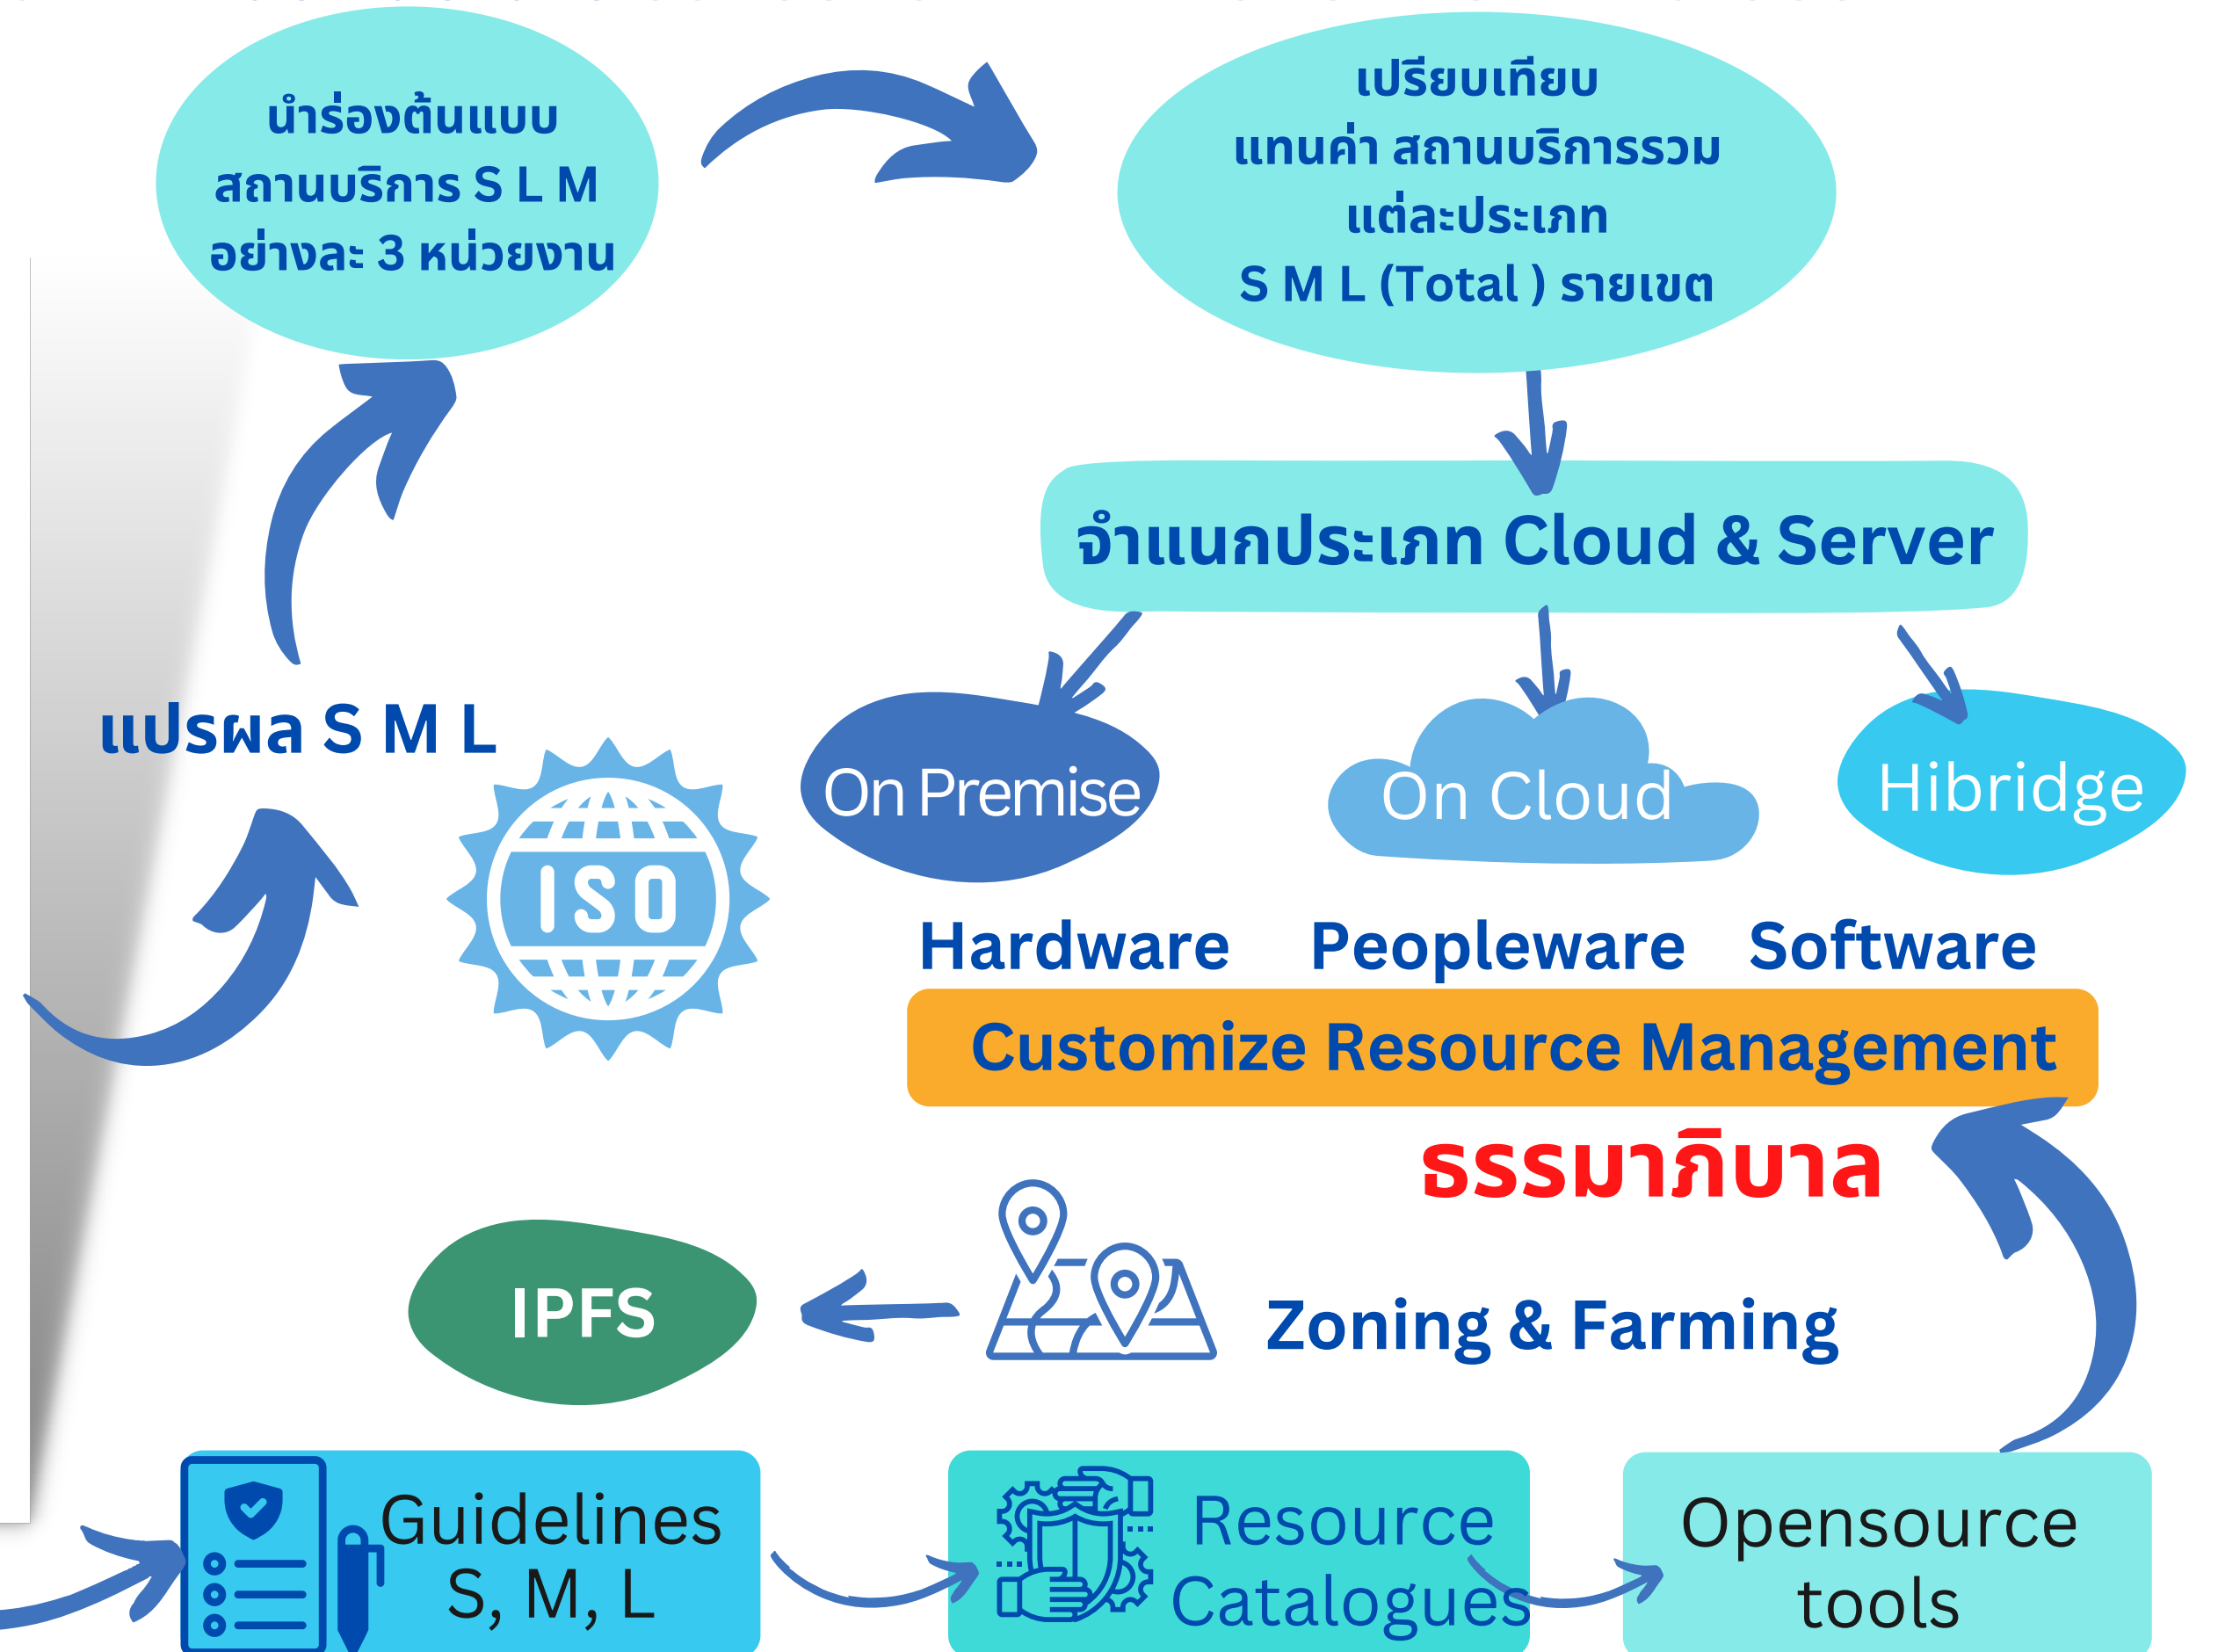 นำร่องต้นแบบ
สถานบริการ S L M
อย่างละ 3 หน่วยงาน
เปรียบเทียบ
แทนค่า สถานบริการรวม
แต่ละประเภท
S M L (Total ) รายเขต
จำแนกประเภท Cloud & Server
แปรผล S M L
ISO
On Premise
On Cloud
Hibridge
Hardware Peopleware Software
Customize Resource Management
ธรรมาภิบาล
IPFS
Zoning & Farming
Guidelines
S, M, L
Resource
Catalogues
Opensource
tools